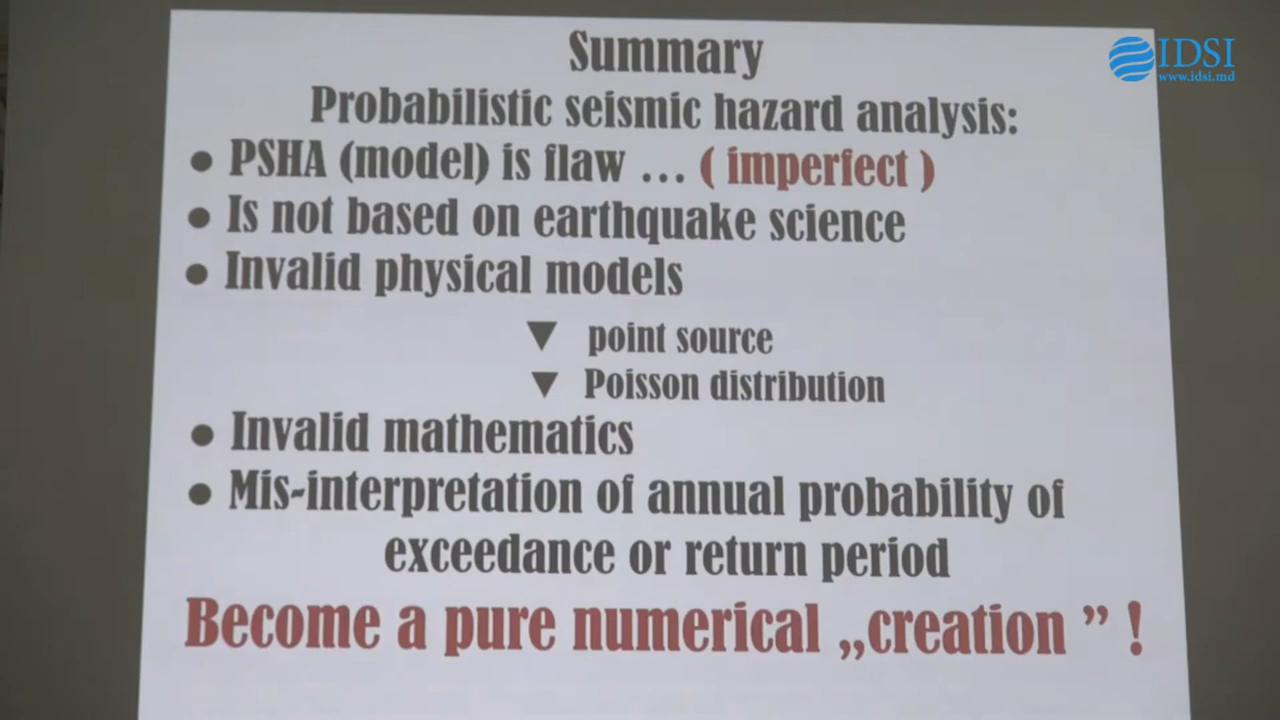 Summary
Probabilistic seismic hazard analysis:
● PSHA (model) is flaw ... ( imperfect )
● Is not based on earthquake science
● Invalid physical models
▼ point source
▼ Poisson distribution
● Invalid mathematics
● Mis-interpretation of annual probability of
exceedance or return period
Become a pure numerical „creation ” !
IDSI
www.idsi.md